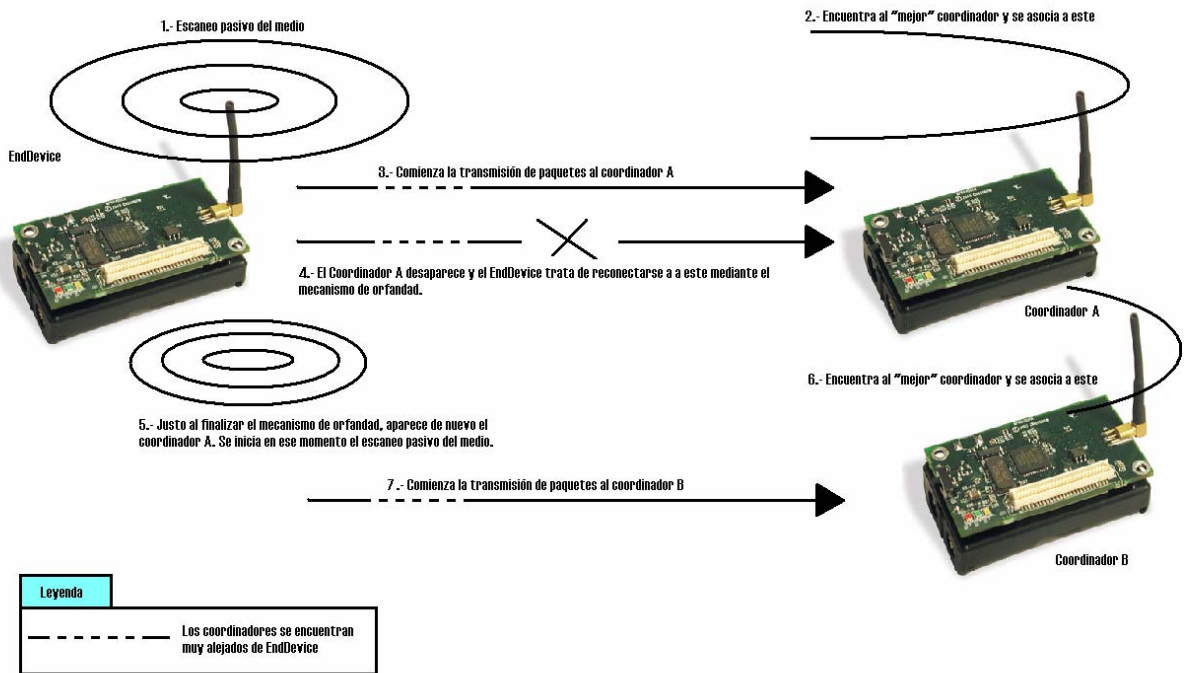 1.- Escaneo pasivo del medio
2.- Encuentra al "mejor" coordinador y se asocia a este
EndDevice
3.- Comienza la transmisión de paquetes al coordinador A
4.- El Coordinador A desaparece y el EndDevice trata de reconectarse a a este mediante el
mecanismo de orfandad.
Coordinador A
6.- Encuentra al "mejor" coordinador y se asocia a este
5.- Justo al finalizar el mecanismo de orfandad, aparece de nuevo el
coordinador A. Se inicia en ese momento el escaneo pasivo del medio.
7.- Comienza la transmisión de paquetes al coordinador B
Coordinador B
Leyenda
Los coordinadores se encuentran
muy alejados de EndDevice